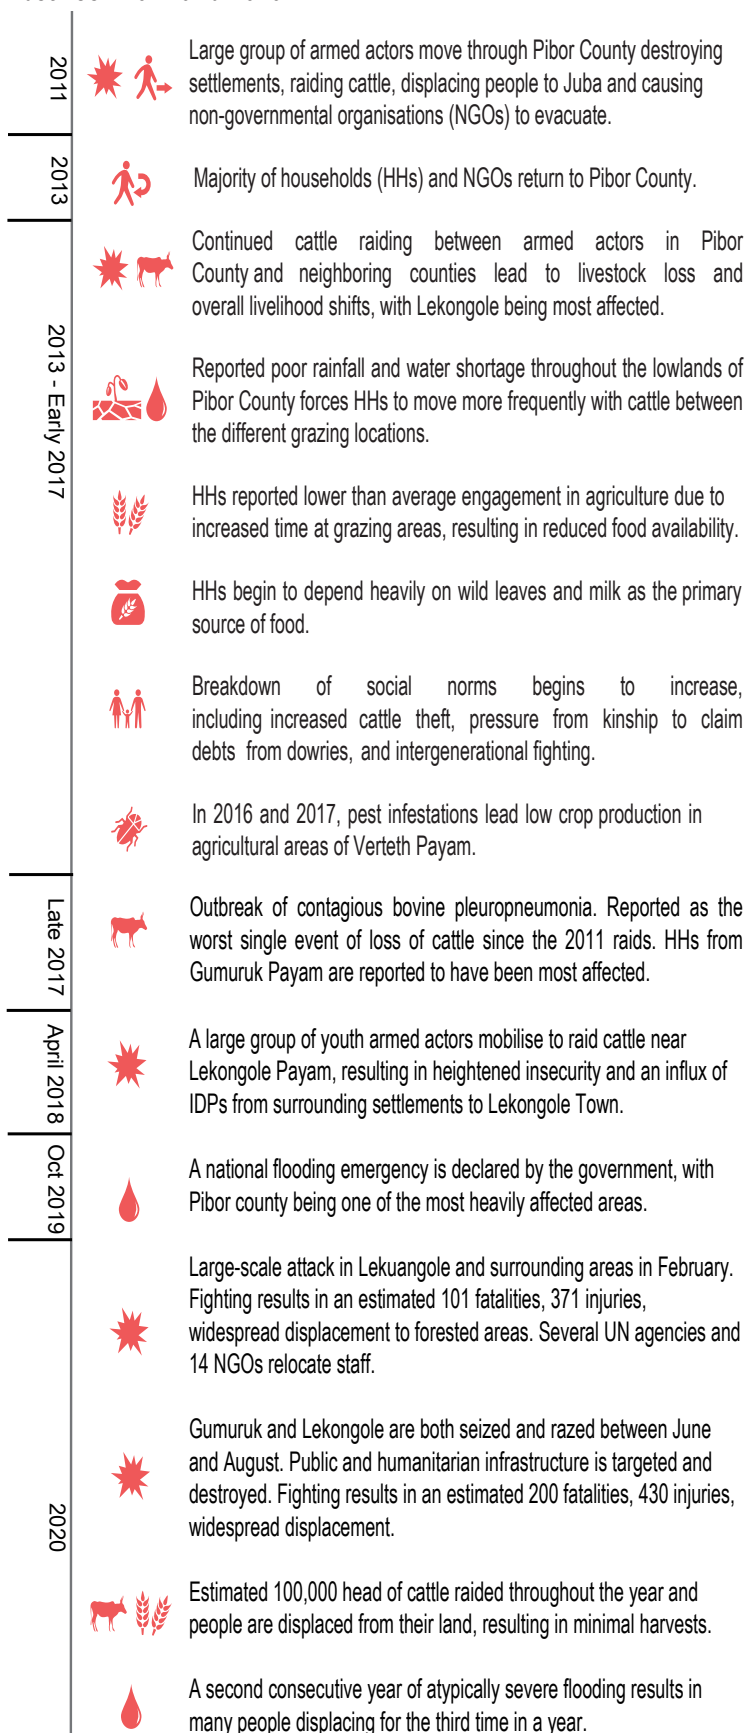 2011
Large group of armed actors move through Pibor County destroying
settlements, raiding cattle, displacing people to Juba and causing
non-governmental organisations (NGOs) to evacuate.
2013
Majority of households (HHs) and NGOs return to Pibor County.
2013 - Early 2017
Continued cattle raiding between armed actors in Pibor
County and neighboring counties lead to livestock loss and
overall livelihood shifts, with Lekongole being most affected.
Reported poor rainfall and water shortage throughout the lowlands of
Pibor County forces HHs to move more frequently with cattle between
the different grazing locations.
HHs reported lower than average engagement in agriculture due to
increased time at grazing areas, resulting in reduced food availability.
HHs begin to depend heavily on wild leaves and milk as the primary
source of food.
Breakdown of social norms begins to increase,
including increased cattle theft, pressure from kinship to claim
debts from dowries, and intergenerational fighting.
In 2016 and 2017, pest infestations lead low crop production in
agricultural areas of Verteth Payam.
Late 2017
Outbreak of contagious bovine pleuropneumonia. Reported as the
worst single event of loss of cattle since the 2011 raids. HHs from
Gumuruk Payam are reported to have been most affected.
April 2018
A large group of youth armed actors mobilise to raid cattle near
Lekongole Payam, resulting in heightened insecurity and an influx of
IDPs from surrounding settlements to Lekongole Town.
Oct 2019
A national flooding emergency is declared by the government, with
Pibor county being one of the most heavily affected areas.
2020
Large-scale attack in Lekuangole and surrounding areas in February.
Fighting results in an estimated 101 fatalities, 371 injuries,
widespread displacement to forested areas. Several UN agencies and
14 NGOs relocate staff.
Gumuruk and Lekongole are both seized and razed between June
and August. Public and humanitarian infrastructure is targeted and
destroyed. Fighting results in an estimated 200 fatalities, 430 injuries,
widespread displacement.
Estimated 100,000 head of cattle raided throughout the year and
people are displaced from their land, resulting in minimal harvests.
A second consecutive year of atypically severe flooding results in
many people displacing for the third time in a year.